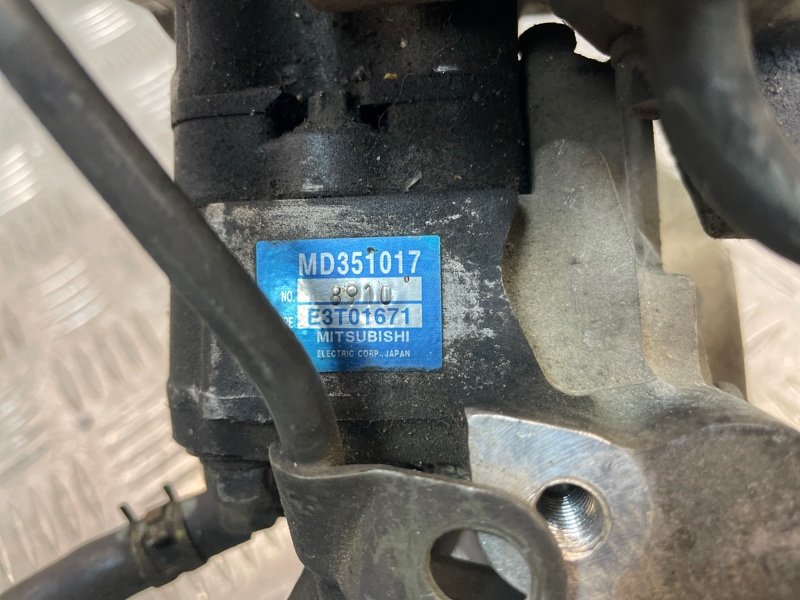 MD351017
NO. 8910
E3T01671
MITSUBISHI
ELECTRIC CORP., JAPAN